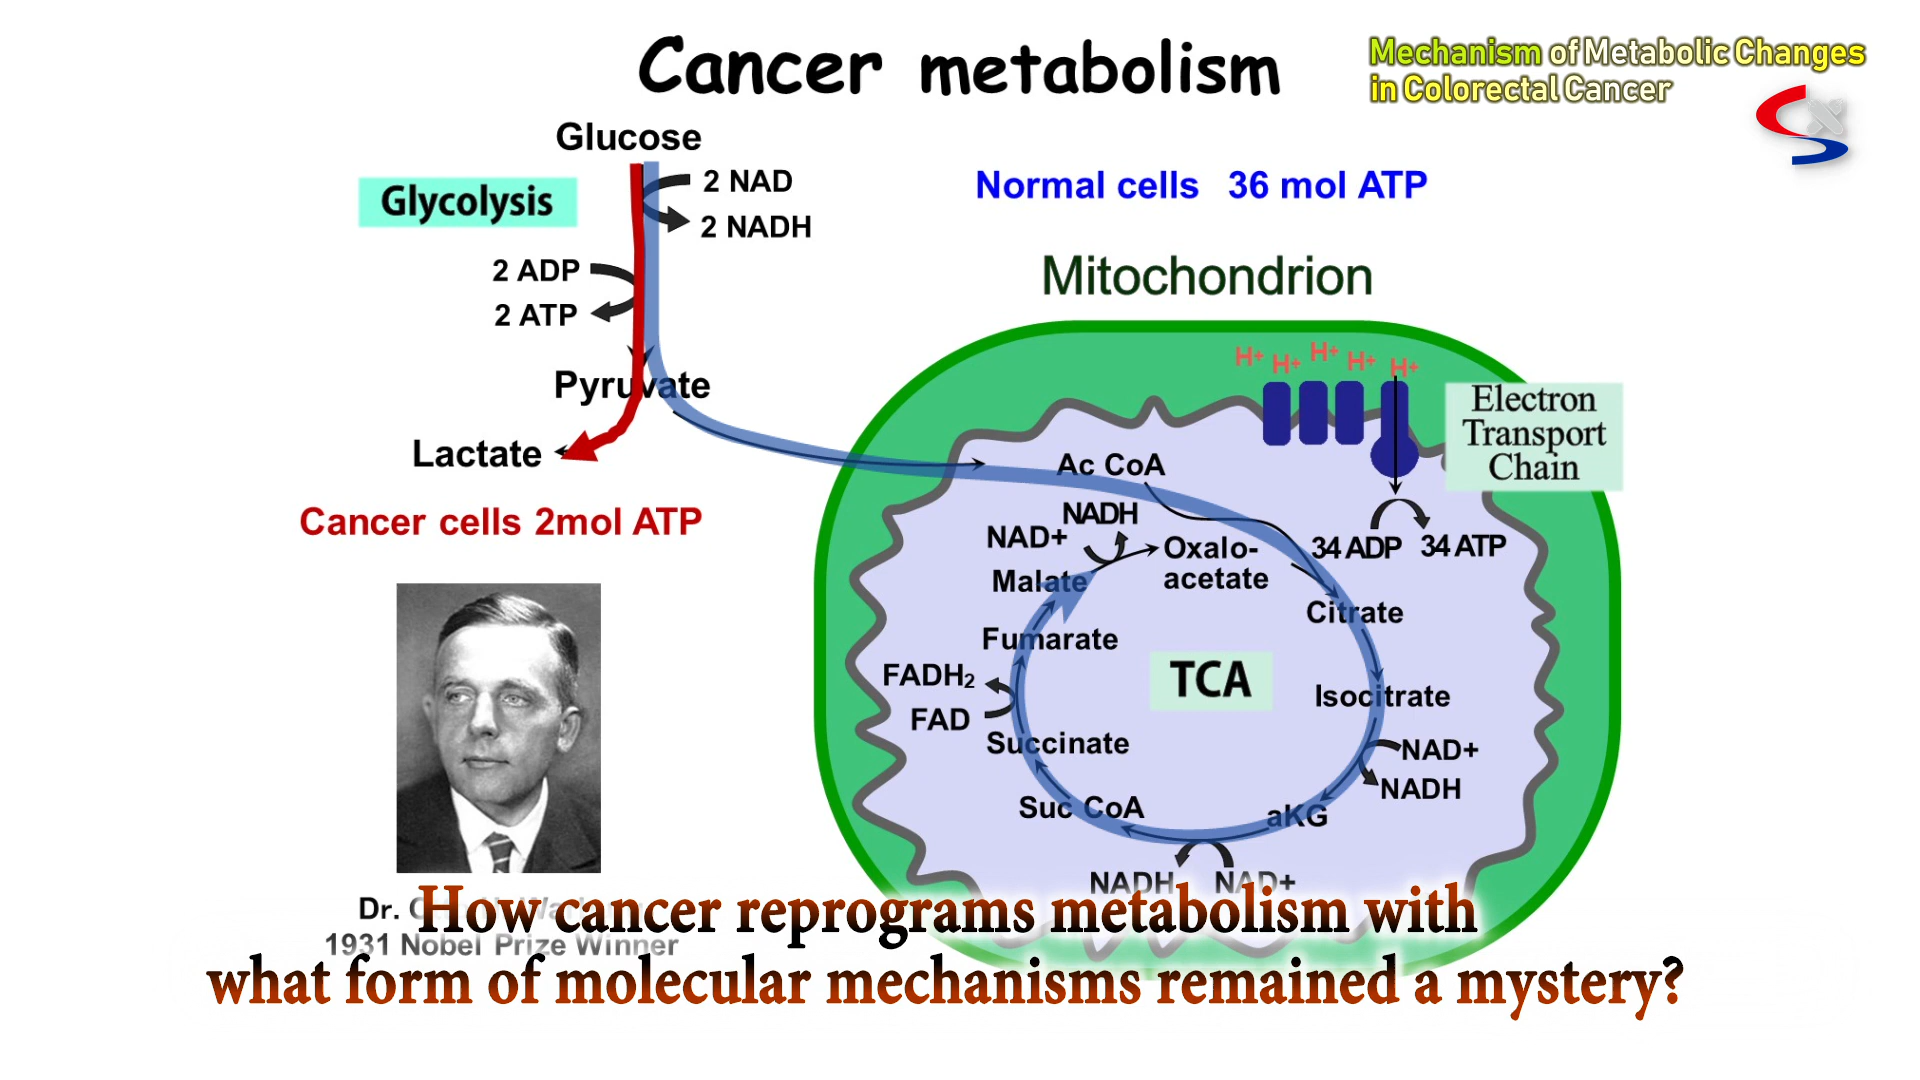 Cancer metabolism
Mechanism of Metabolic Changes
in Colorectal Cancer
Glucose
Glycolysis
2 NAD
2 NADH
2 ADP
2 ATP
Pyruvate
Lactate
Cancer cells 2mol ATP
Normal cells 36 mol ATP
Mitochondrion
H+ H+ H+ H+ H+
Electron
Transport
Chain
34 ADP 34 ATP
Ac CoA
NADH
NAD+
Malate
Oxalo-
acetate
Citrate
Fumarate
FADH₂
FAD
TCA
Isocitrate
Succinate
NAD+
NADH
Suc CoA
aKG
NADH NAD+
Dr.
1931 Nobel Prize Winner
How cancer reprograms metabolism with
what form of molecular mechanisms remained a mystery?